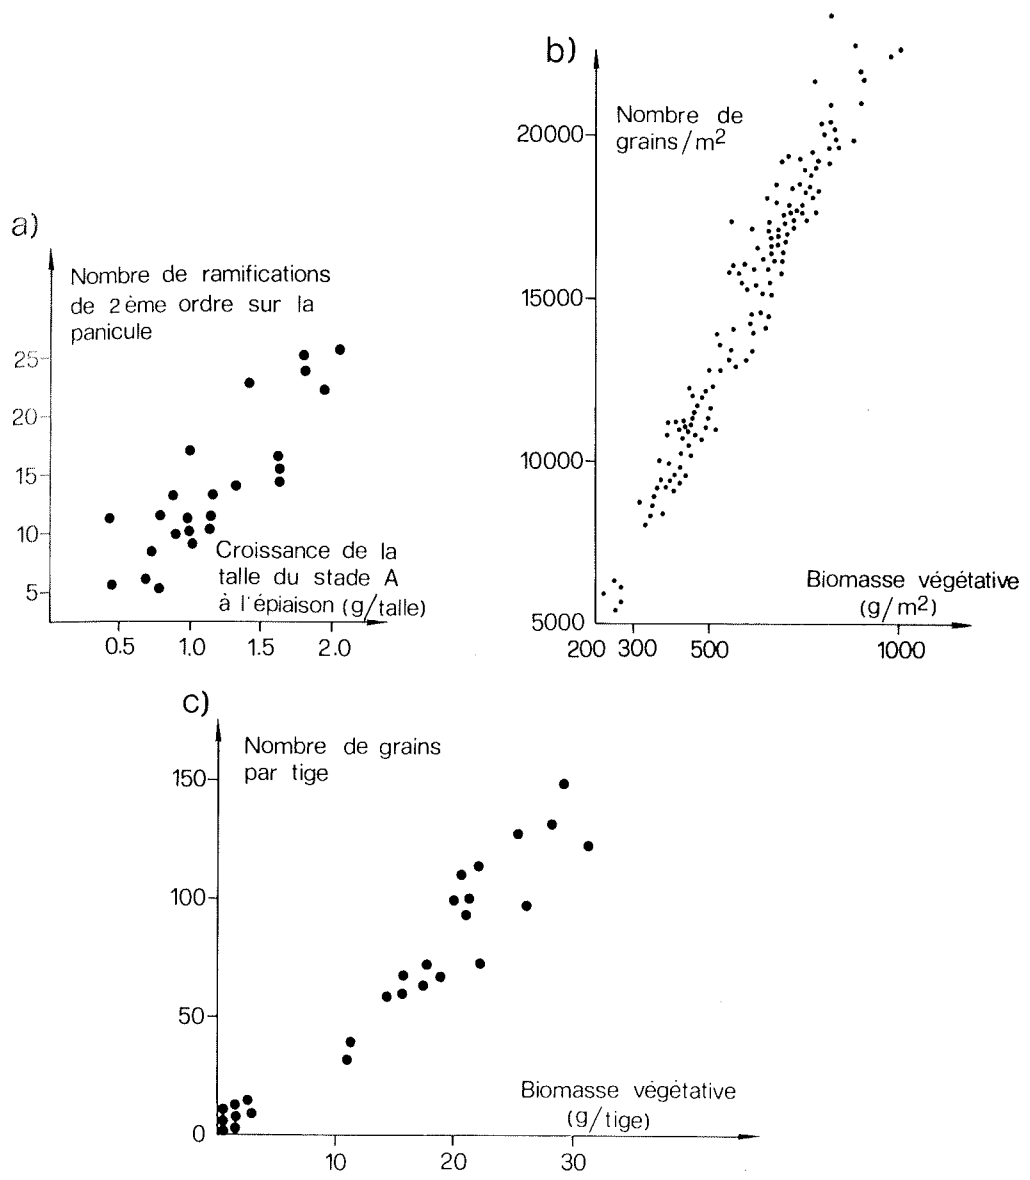 a)
Nombre de ramifications
de 2ème ordre sur la
panicule
25
20
15
10
5
Croissance de la
talle du stade A
à l'épiaison (g/talle)
0.5 1.0 1.5 2.0
b)
Nombre de
grains/m²
20000
15000
10000
5000
Biomasse végétative
(g/m²)
200 300 500 1000
c)
Nombre de grains
par tige
150
100
50
0
Biomasse végétative
(g/tige)
10 20 30